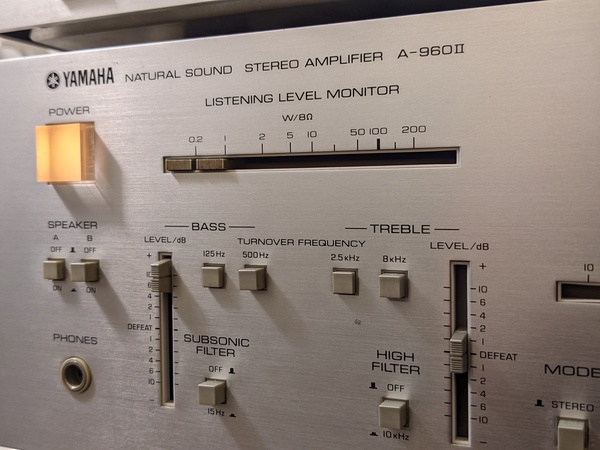 YAMAHA NATURAL SOUND STEREO AMPLIFIER A-960II
POWER
LISTENING LEVEL MONITOR
W/8Ω
0.2 1 2 5 10 50 100 200
SPEAKER
A B
OFF OFF
ON ON
PHONES
BASS
LEVEL/dB
TURNOVER FREQUENCY
125Hz 500Hz
+
DEFEAT
SUBSONIC
FILTER
OFF
15Hz
TREBLE
LEVEL/dB
2.5kHz 8kHz
+
10
6
4
2
1
DEFEAT
1
2
4
6
10
-
HIGH
FILTER
OFF
10kHz
10
MODE
STEREO